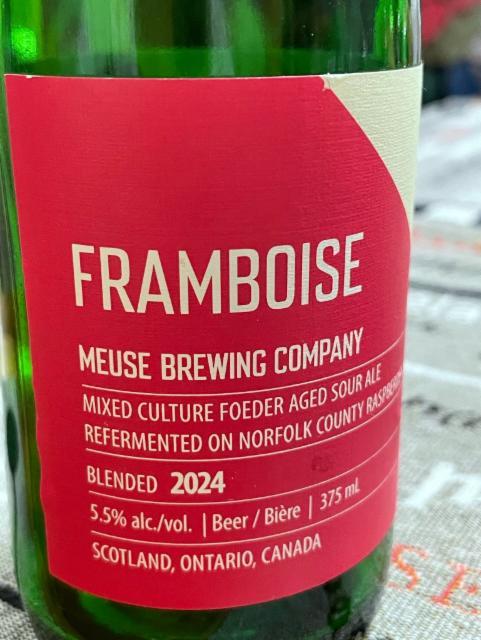 FRAMBOISE
MEUSE BREWING COMPANY
MIXED CULTURE FOEDER AGED SOUR ALE
REFERMENTED ON NORFOLK COUNTY
BLENDED 2024
5.5% alc./vol. | Beer / Bière | 375 mL
SCOTLAND, ONTARIO, CANADA